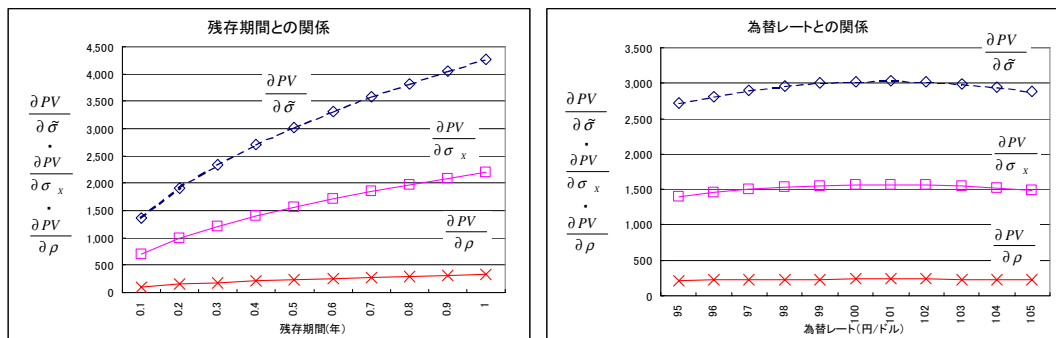 残存期間との関係
4,500
4,000
3,500
3,000
2,500
2,000
1,500
1,000
500
0
∂PV
∂σ̃
・
∂PV
∂σ x
・
∂PV
∂ρ
∂PV
∂σ̃
∂PV
∂σ x
∂PV
∂ρ
0.1 0.2 0.3 0.4 0.5 0.6 0.7 0.8 0.9 1
残存期間(年)
為替レートとの関係
3,500
3,000
2,500
2,000
1,500
1,000
500
0
∂PV
∂σ̃
・
∂PV
∂σ x
・
∂PV
∂ρ
∂PV
∂σ̃
∂PV
∂σ x
∂PV
∂ρ
95 96 97 98 99 100 101 102 103 104 105
為替レート(円/ドル)